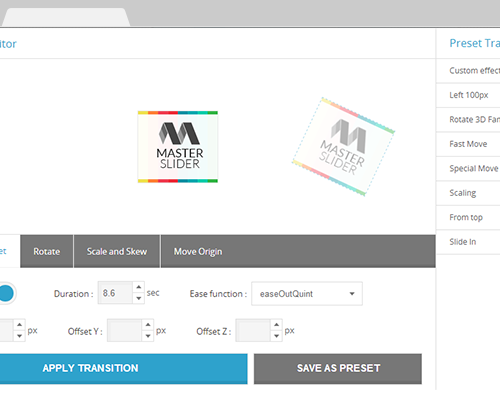 itor
Preset Tra
Custom effect
Left 100px
Rotate 3D Fan
Fast Move
Special Move
Scaling
From top
Slide In
MASTER
SLIDER
MASTER
SLIDER
et Rotate Scale and Skew Move Origin
Duration : 8.6 sec Ease function : easeOutQuint
px Offset Y : px Offset Z : px
APPLY TRANSITION SAVE AS PRESET